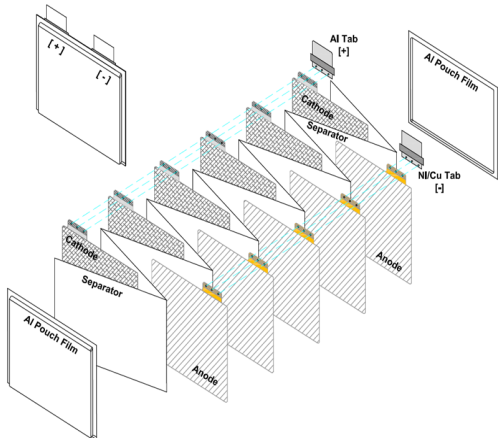 [+]
[-]
Al Tab
[+]
Al Pouch Film
Cathode
Separator
Ni/Cu Tab
[-]
Anode
Cathode
Separator
Al Pouch Film
Anode